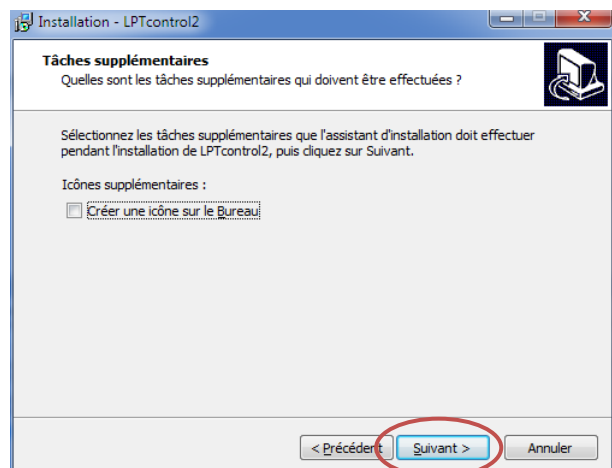 Installation - LPTcontrol2
Tâches supplémentaires
Quelles sont les tâches supplémentaires qui doivent être effectuées ?
Sélectionnez les tâches supplémentaires que l'assistant d'installation doit effectuer
pendant l'installation de LPTcontrol2, puis cliquez sur Suivant.
Icônes supplémentaires :
Créer une icône sur le Bureau
< Précédent Suivant > Annuler